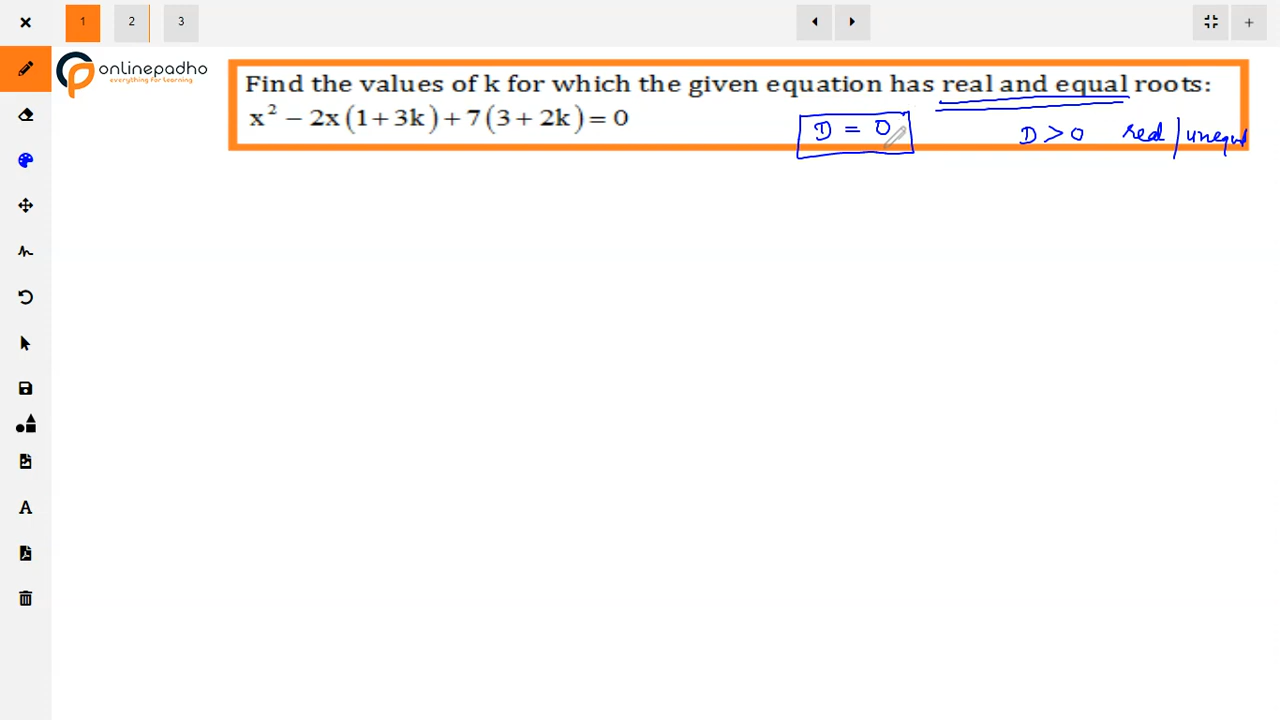 1 2 3
onlinepadho
everything for learning
Find the values of k for which the given equation has real and equal roots:
x² − 2x(1+3k)+7(3+2k)=0
D = 0
D > 0 real/unequal
A